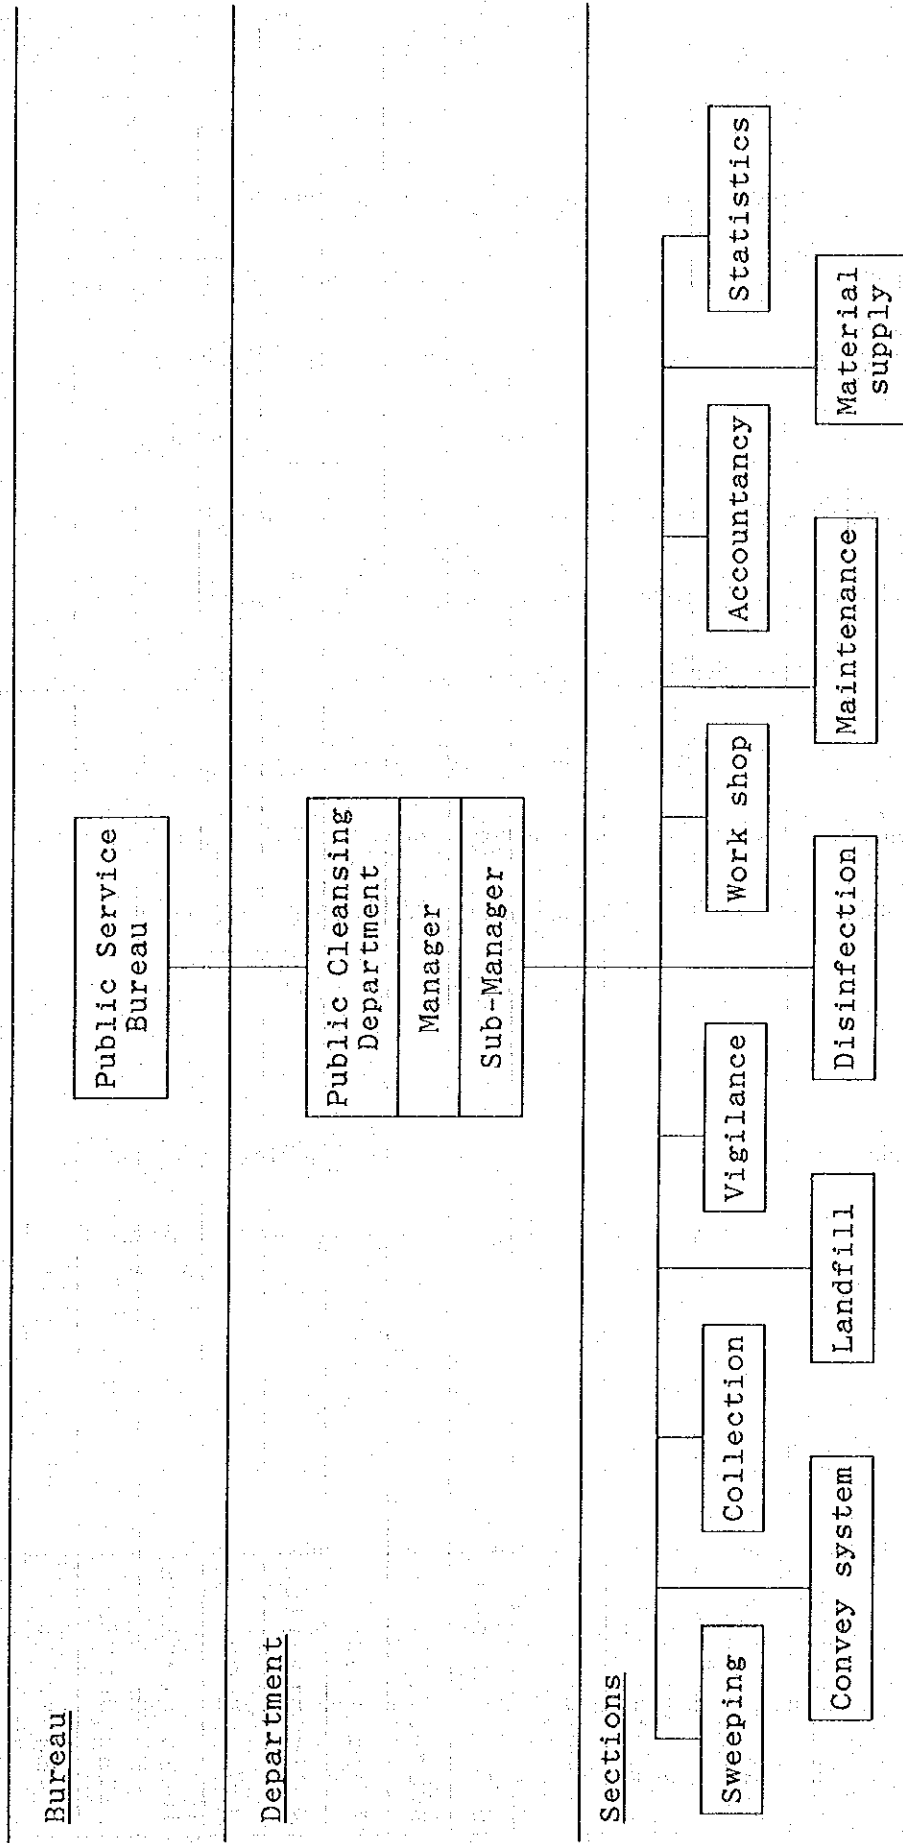 Bureau
Public Service
Bureau
Department
Public Cleansing
Department
Manager
Sub-Manager
Sections
Sweeping
Collection
Vigilance
Work shop
Accountancy
Statistics
Convey system
Landfill
Disinfection
Maintenance
Material
supply